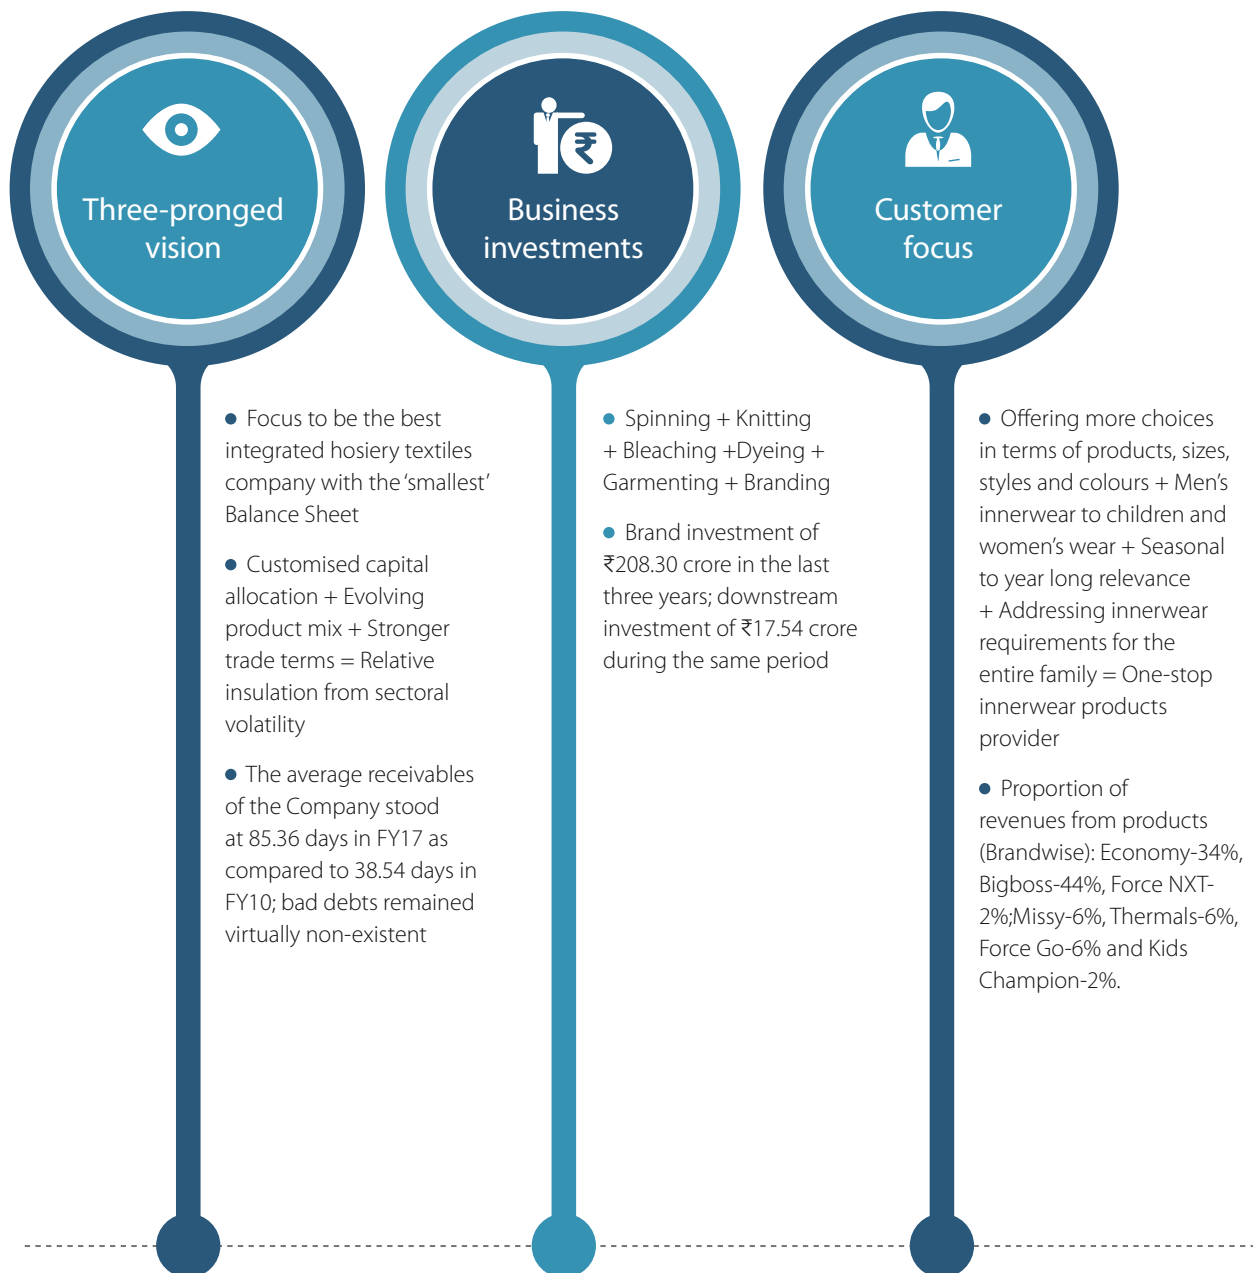 Three-pronged
vision
● Focus to be the best
integrated hosiery textiles
company with the ‘smallest’
Balance Sheet
● Customised capital
allocation + Evolving
product mix + Stronger
trade terms = Relative
insulation from sectoral
volatility
● The average receivables
of the Company stood
at 85.36 days in FY17 as
compared to 38.54 days in
FY10; bad debts remained
virtually non-existent
₹
Business
investments
● Spinning + Knitting
+ Bleaching +Dyeing +
Garmenting + Branding
● Brand investment of
₹208.30 crore in the last
three years; downstream
investment of ₹17.54 crore
during the same period
Customer
focus
● Offering more choices
in terms of products, sizes,
styles and colours + Men’s
innerwear to children and
women’s wear + Seasonal
to year long relevance
+ Addressing innerwear
requirements for the
entire family = One-stop
innerwear products
provider
● Proportion of
revenues from products
(Brandwise): Economy-34%,
Bigboss-44%, Force NXT-
2%;Missy-6%, Thermals-6%,
Force Go-6% and Kids
Champion-2%.